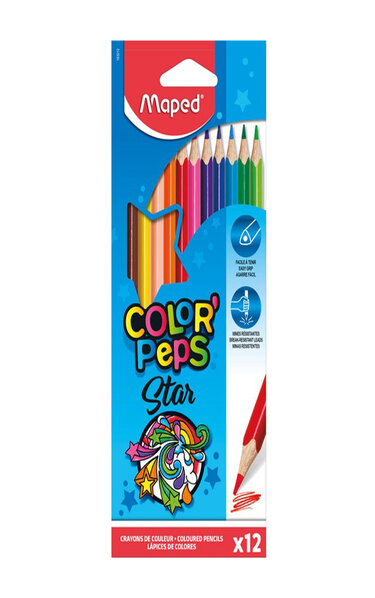 Maped
FACILE À TENIR
EASY GRIP
AGARRE FÁCIL
MINES RÉSISTANTES
BREAK-RESISTANT LEADS
MINAS RESISTENTES
COLOR'
Peps
Star
CRAYONS DE COULEUR • COLOURED PENCILS
LÁPICES DE COLORES
x12